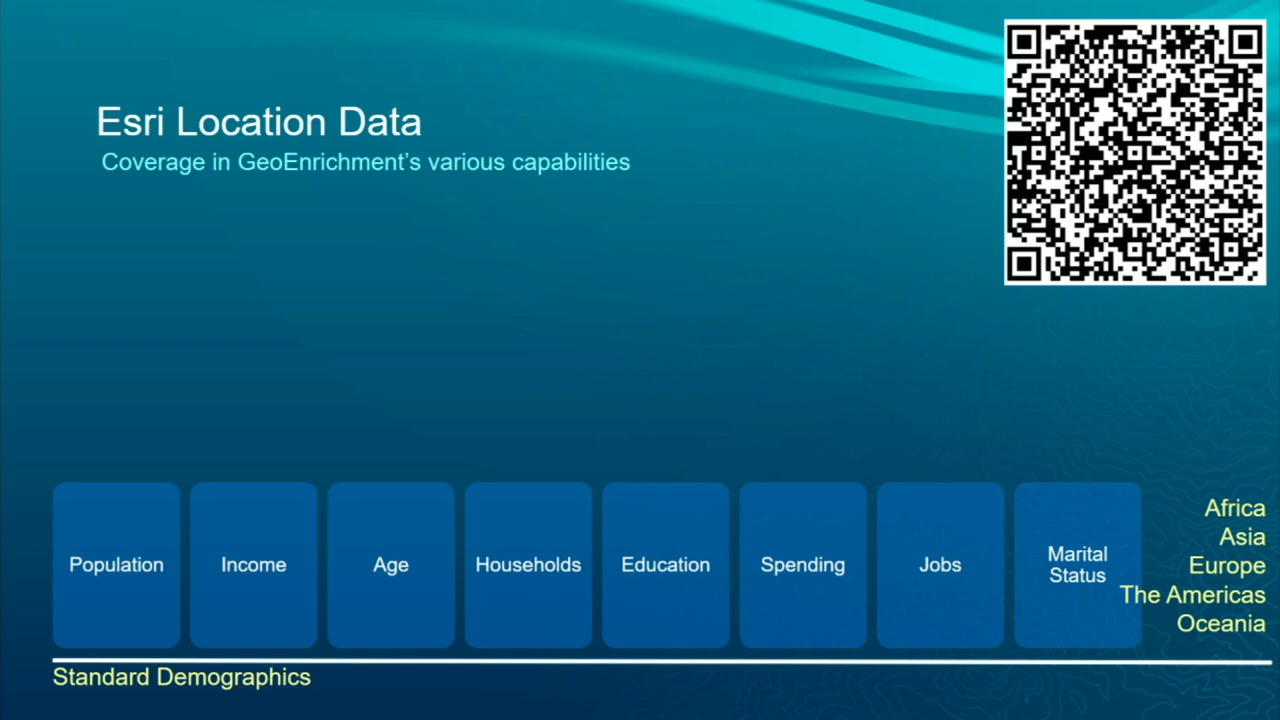 Esri Location Data
Coverage in GeoEnrichment’s various capabilities
Population
Income
Age
Households
Education
Spending
Jobs
Marital
Status
Africa
Asia
Europe
The Americas
Oceania
Standard Demographics